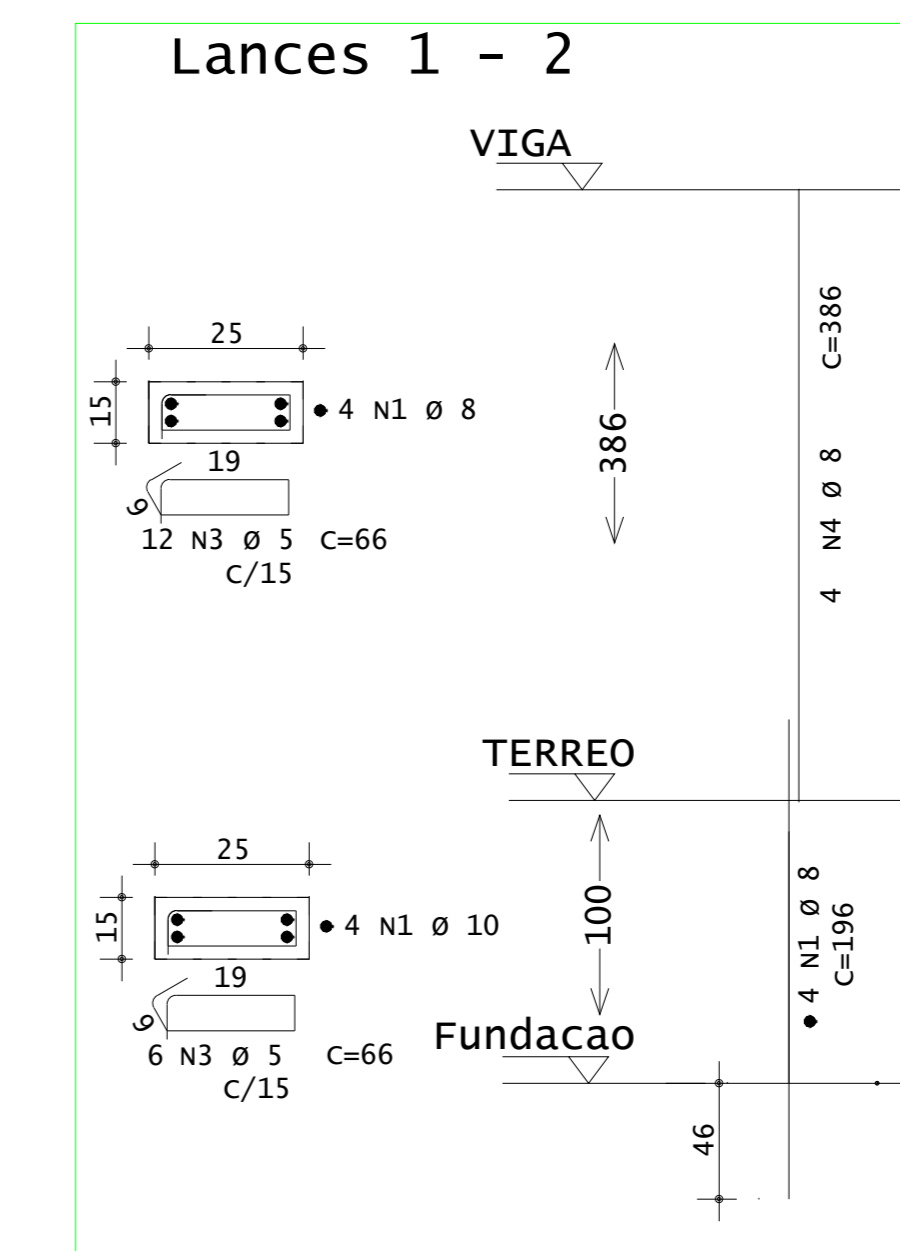 Lances 1 - 2
VIGA
25
15
4 N1 Ø 8
19
9
12 N3 Ø 5 C=66
C/15
386
4 N4 Ø 8 C=386
TERREO
25
15
4 N1 Ø 10
19
9
6 N3 Ø 5 C=66
C/15
100
4 N1 Ø 8
C=196
Fundacao
46